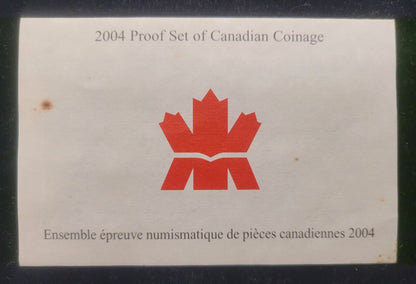 2004 Proof Set of Canadian Coinage
Ensemble épreuve numismatique de pièces canadiennes 2004